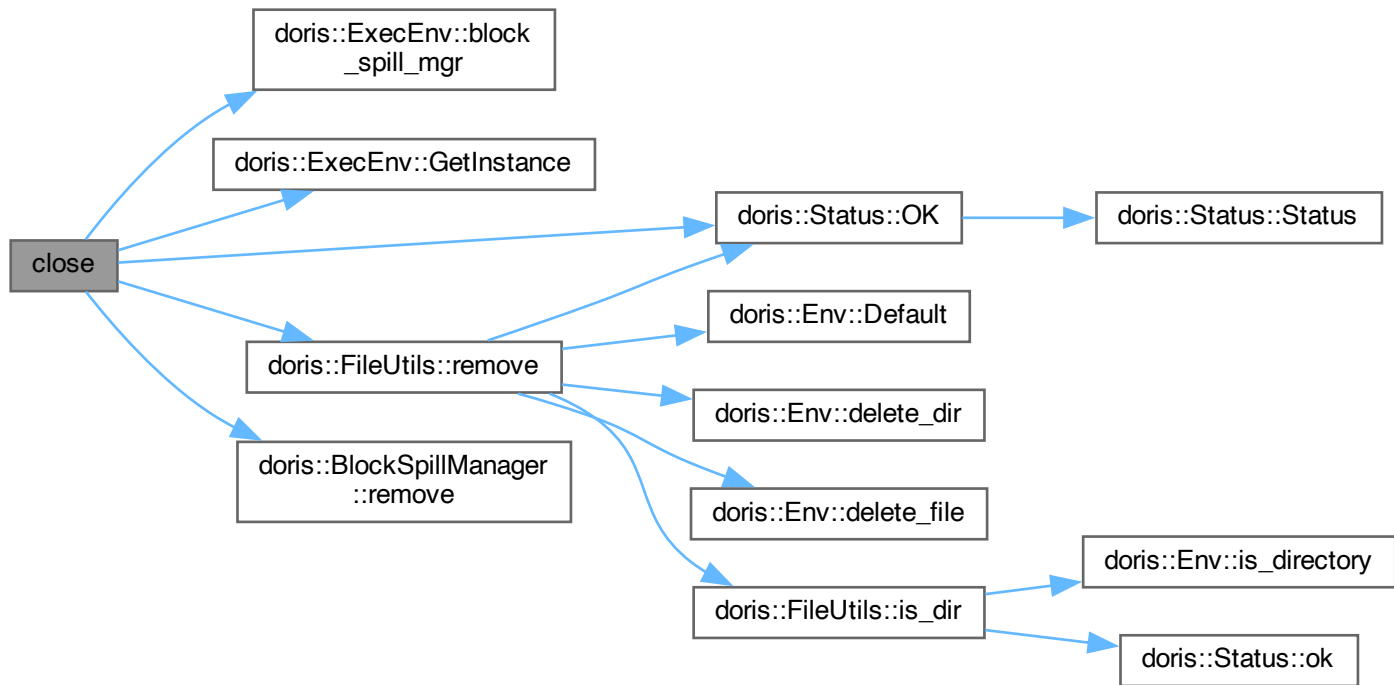 close
doris::ExecEnv::block
_spill_mgr
doris::ExecEnv::GetInstance
doris::Status::OK
doris::Status::Status
doris::FileUtils::remove
doris::Env::Default
doris::Env::delete_dir
doris::Env::delete_file
doris::FileUtils::is_dir
doris::Env::is_directory
doris::Status::ok
doris::BlockSpillManager
::remove